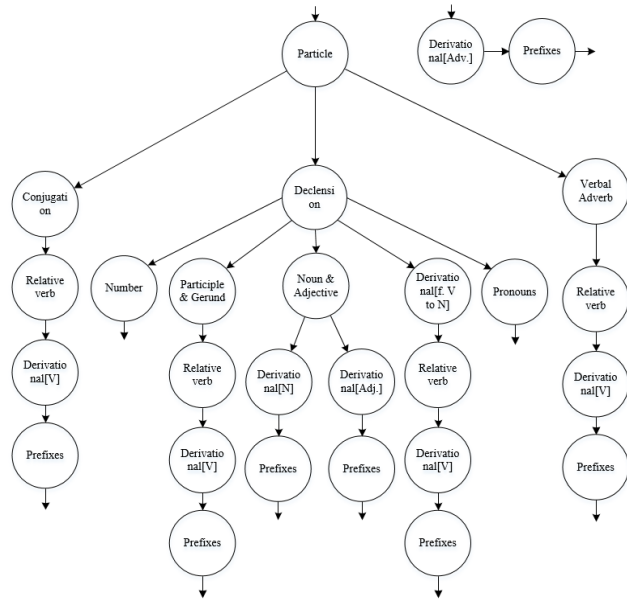 Particle
Derivatio
nal[Adv.]
Prefixes
Conjugati
on
Declensi
on
Verbal
Adverb
Relative
verb
Number
Participle
& Gerund
Noun &
Adjective
Derivatio
nal[f. V
to N]
Pronouns
Relative
verb
Derivatio
nal[V]
Relative
verb
Derivatio
nal[N]
Derivatio
nal[Adj.]
Relative
verb
Derivatio
nal[V]
Prefixes
Derivatio
nal[V]
Prefixes
Prefixes
Derivatio
nal[V]
Prefixes
Prefixes
Prefixes